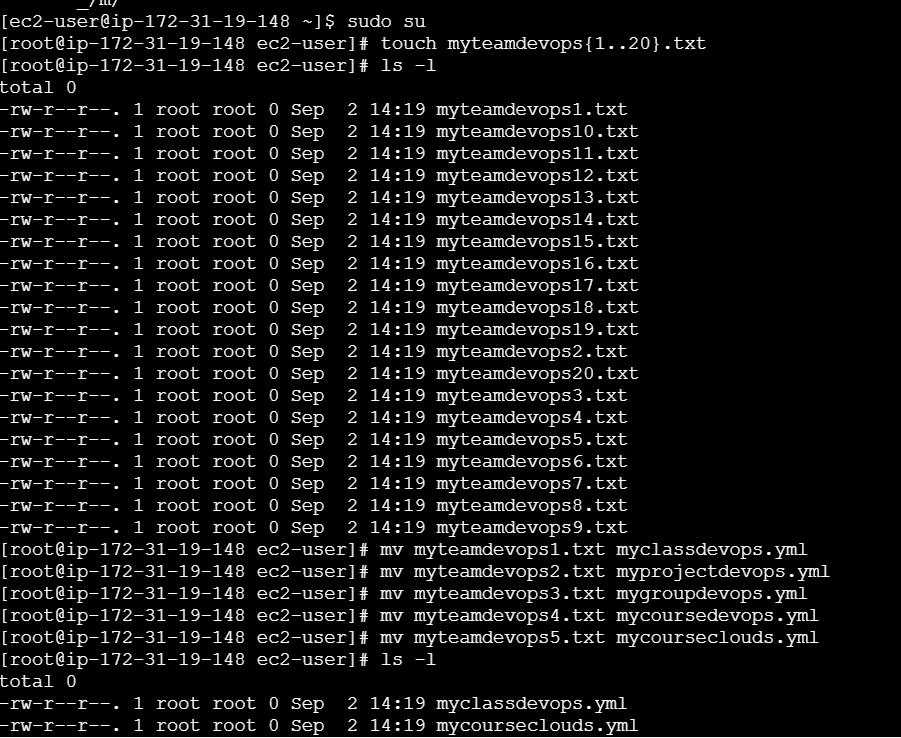 _/m/
[ec2-user@ip-172-31-19-148 ~]$ sudo su
[root@ip-172-31-19-148 ec2-user]# touch myteamdevops{1..20}.txt
[root@ip-172-31-19-148 ec2-user]# ls -l
total 0
-rw-r--r--. 1 root root 0 Sep  2 14:19 myteamdevops1.txt
-rw-r--r--. 1 root root 0 Sep  2 14:19 myteamdevops10.txt
-rw-r--r--. 1 root root 0 Sep  2 14:19 myteamdevops11.txt
-rw-r--r--. 1 root root 0 Sep  2 14:19 myteamdevops12.txt
-rw-r--r--. 1 root root 0 Sep  2 14:19 myteamdevops13.txt
-rw-r--r--. 1 root root 0 Sep  2 14:19 myteamdevops14.txt
-rw-r--r--. 1 root root 0 Sep  2 14:19 myteamdevops15.txt
-rw-r--r--. 1 root root 0 Sep  2 14:19 myteamdevops16.txt
-rw-r--r--. 1 root root 0 Sep  2 14:19 myteamdevops17.txt
-rw-r--r--. 1 root root 0 Sep  2 14:19 myteamdevops18.txt
-rw-r--r--. 1 root root 0 Sep  2 14:19 myteamdevops19.txt
-rw-r--r--. 1 root root 0 Sep  2 14:19 myteamdevops2.txt
-rw-r--r--. 1 root root 0 Sep  2 14:19 myteamdevops20.txt
-rw-r--r--. 1 root root 0 Sep  2 14:19 myteamdevops3.txt
-rw-r--r--. 1 root root 0 Sep  2 14:19 myteamdevops4.txt
-rw-r--r--. 1 root root 0 Sep  2 14:19 myteamdevops5.txt
-rw-r--r--. 1 root root 0 Sep  2 14:19 myteamdevops6.txt
-rw-r--r--. 1 root root 0 Sep  2 14:19 myteamdevops7.txt
-rw-r--r--. 1 root root 0 Sep  2 14:19 myteamdevops8.txt
-rw-r--r--. 1 root root 0 Sep  2 14:19 myteamdevops9.txt
[root@ip-172-31-19-148 ec2-user]# mv myteamdevops1.txt myclassdevops.yml
[root@ip-172-31-19-148 ec2-user]# mv myteamdevops2.txt myprojectdevops.yml
[root@ip-172-31-19-148 ec2-user]# mv myteamdevops3.txt mygroupdevops.yml
[root@ip-172-31-19-148 ec2-user]# mv myteamdevops4.txt mycoursedevops.yml
[root@ip-172-31-19-148 ec2-user]# mv myteamdevops5.txt mycourseclouds.yml
[root@ip-172-31-19-148 ec2-user]# ls -l
total 0
-rw-r--r--. 1 root root 0 Sep  2 14:19 myclassdevops.yml
-rw-r--r--. 1 root root 0 Sep  2 14:19 mycourseclouds.yml